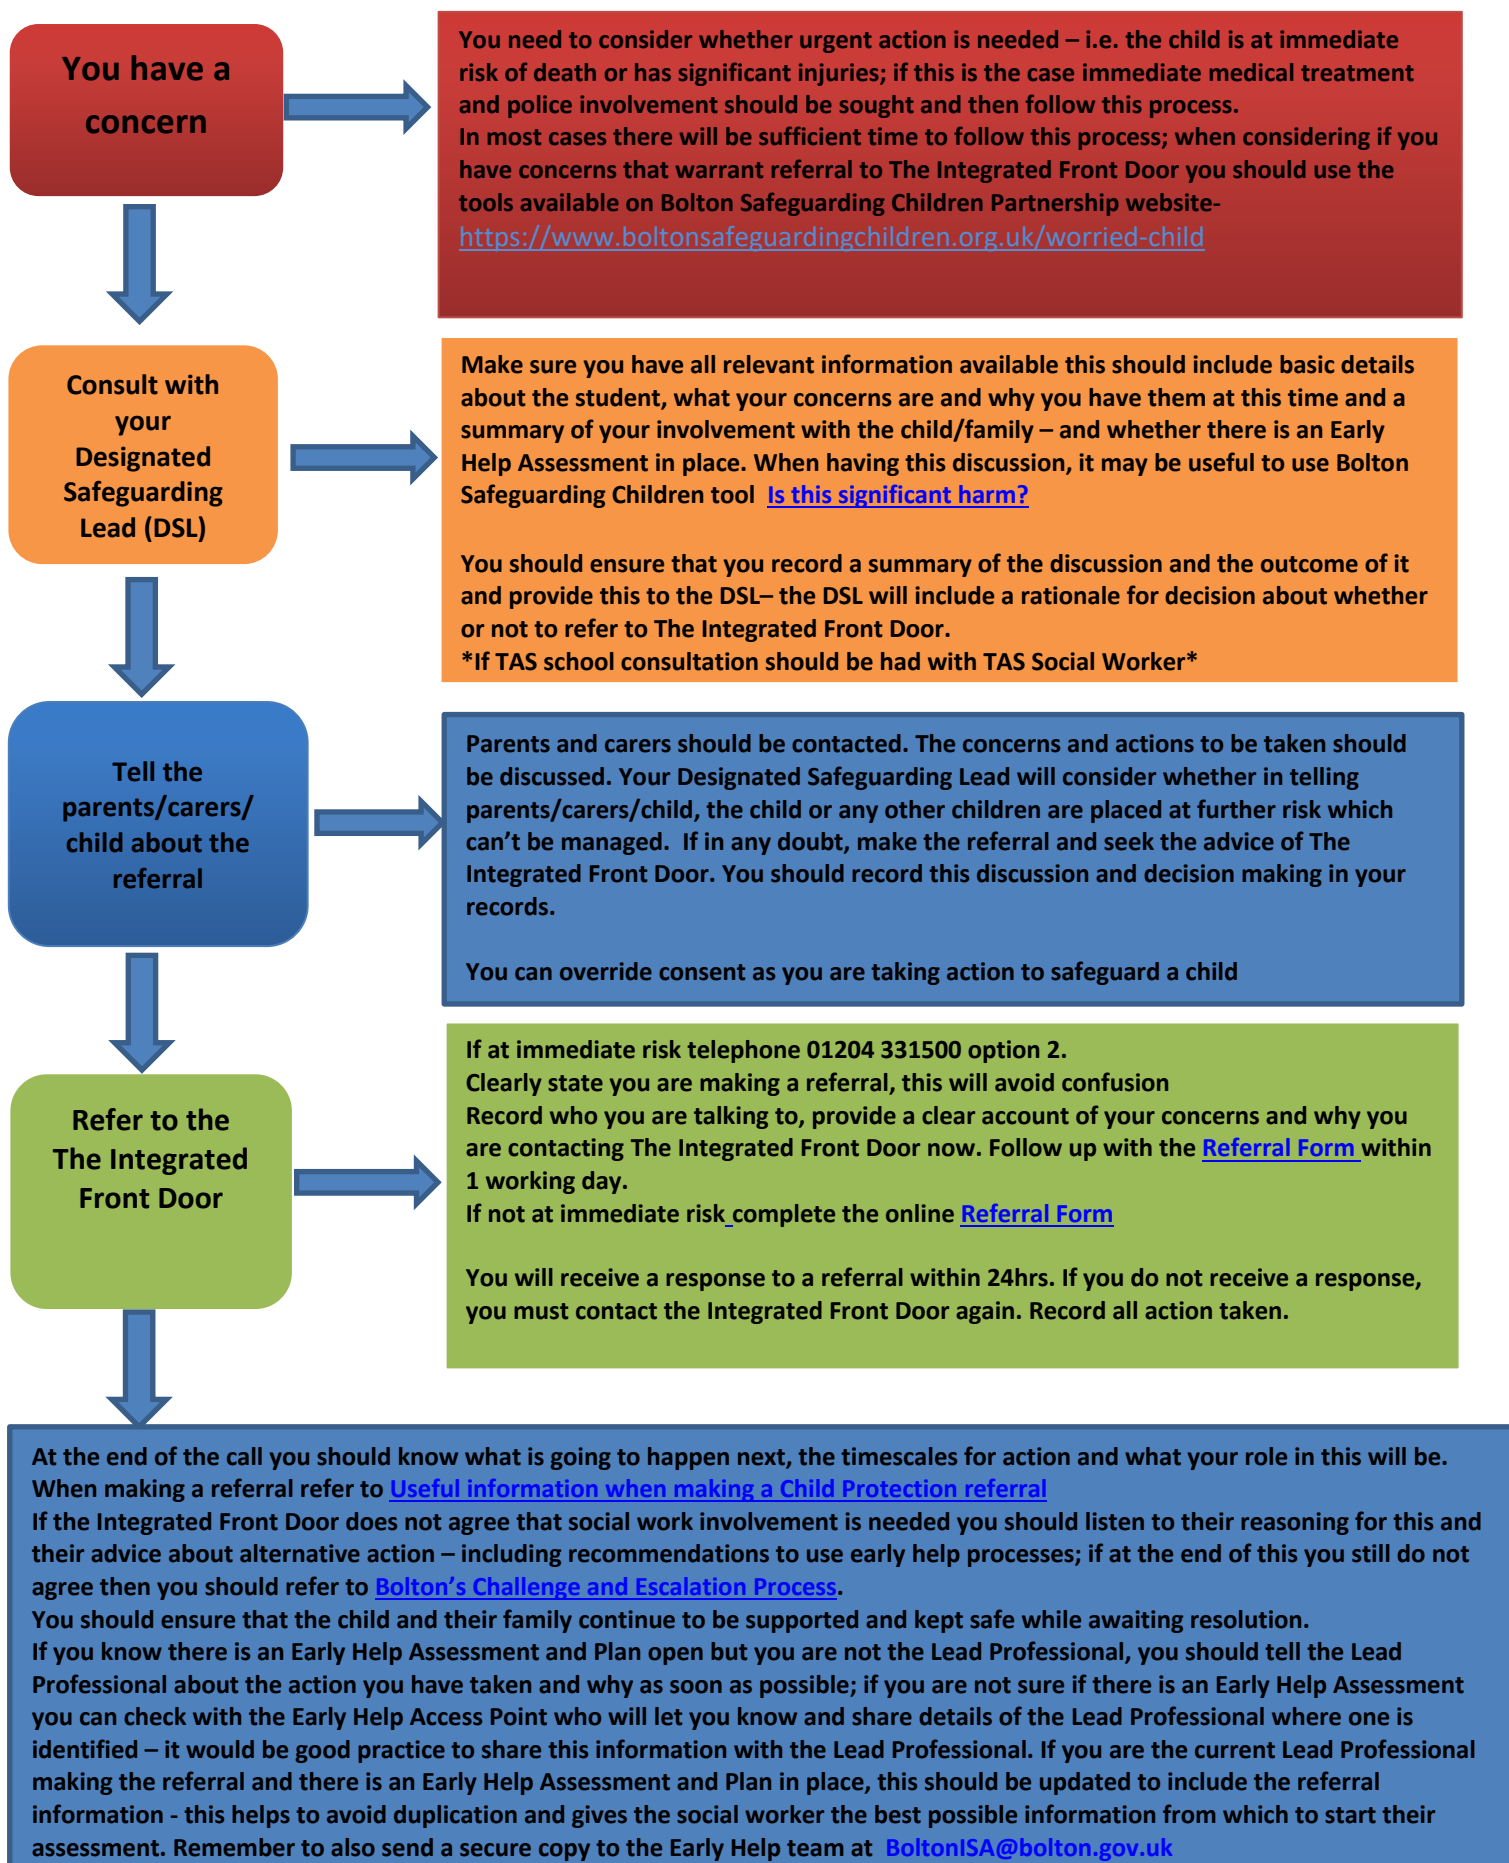 You have a
concern
You need to consider whether urgent action is needed – i.e. the child is at immediate
risk of death or has significant injuries; if this is the case immediate medical treatment
and police involvement should be sought and then follow this process.
In most cases there will be sufficient time to follow this process; when considering if you
have concerns that warrant referral to The Integrated Front Door you should use the
tools available on Bolton Safeguarding Children Partnership website-
https://www.boltonsafeguardingchildren.org.uk/worried-child
Consult with
your
Designated
Safeguarding
Lead (DSL)
Make sure you have all relevant information available this should include basic details
about the student, what your concerns are and why you have them at this time and a
summary of your involvement with the child/family – and whether there is an Early
Help Assessment in place. When having this discussion, it may be useful to use Bolton
Safeguarding Children tool  Is this significant harm?
You should ensure that you record a summary of the discussion and the outcome of it
and provide this to the DSL– the DSL will include a rationale for decision about whether
or not to refer to The Integrated Front Door.
*If TAS school consultation should be had with TAS Social Worker*
Tell the
parents/carers/
child about the
referral
Parents and carers should be contacted. The concerns and actions to be taken should
be discussed. Your Designated Safeguarding Lead will consider whether in telling
parents/carers/child, the child or any other children are placed at further risk which
can’t be managed.  If in any doubt, make the referral and seek the advice of The
Integrated Front Door. You should record this discussion and decision making in your
records.
You can override consent as you are taking action to safeguard a child
Refer to the
The Integrated
Front Door
If at immediate risk telephone 01204 331500 option 2.
Clearly state you are making a referral, this will avoid confusion
Record who you are talking to, provide a clear account of your concerns and why you
are contacting The Integrated Front Door now. Follow up with the Referral Form within
1 working day.
If not at immediate risk complete the online Referral Form
You will receive a response to a referral within 24hrs. If you do not receive a response,
you must contact the Integrated Front Door again. Record all action taken.
At the end of the call you should know what is going to happen next, the timescales for action and what your role in this will be.
When making a referral refer to Useful information when making a Child Protection referral
If the Integrated Front Door does not agree that social work involvement is needed you should listen to their reasoning for this and
their advice about alternative action – including recommendations to use early help processes; if at the end of this you still do not
agree then you should refer to Bolton’s Challenge and Escalation Process.
You should ensure that the child and their family continue to be supported and kept safe while awaiting resolution.
If you know there is an Early Help Assessment and Plan open but you are not the Lead Professional, you should tell the Lead
Professional about the action you have taken and why as soon as possible; if you are not sure if there is an Early Help Assessment
you can check with the Early Help Access Point who will let you know and share details of the Lead Professional where one is
identified – it would be good practice to share this information with the Lead Professional. If you are the current Lead Professional
making the referral and there is an Early Help Assessment and Plan in place, this should be updated to include the referral
information - this helps to avoid duplication and gives the social worker the best possible information from which to start their
assessment. Remember to also send a secure copy to the Early Help team at  BoltonISA@bolton.gov.uk